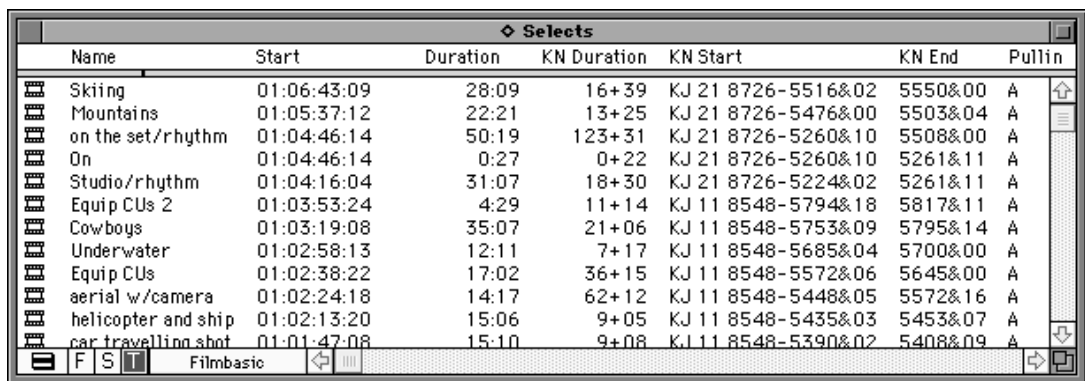 Selects
Name Start Duration KN Duration KN Start KN End Pullin
Skiing 01:06:43:09 28:09 16+39 KJ 21 8726-5516&02 5550&00 A
Mountains 01:05:37:12 22:21 13+25 KJ 21 8726-5476&00 5503&04 A
on the set/rhythm 01:04:46:14 50:19 123+31 KJ 21 8726-5260&10 5508&00 A
On 01:04:46:14 0:27 0+22 KJ 21 8726-5260&10 5261&11 A
Studio/rhythm 01:04:16:04 31:07 18+30 KJ 21 8726-5224&02 5261&11 A
Equip CUs 2 01:03:53:24 4:29 11+14 KJ 11 8548-5794&18 5817&11 A
Cowboys 01:03:19:08 35:07 21+06 KJ 11 8548-5753&09 5795&14 A
Underwater 01:02:58:13 12:11 7+17 KJ 11 8548-5685&04 5700&00 A
Equip CUs 01:02:38:22 17:02 36+15 KJ 11 8548-5572&06 5645&00 A
aerial w/camera 01:02:24:18 14:17 62+12 KJ 11 8548-5448&05 5572&16 A
helicopter and ship 01:02:13:20 15:06 9+05 KJ 11 8548-5435&03 5453&07 A
car travelling shot 01:01:47:08 15:10 9+08 KJ 11 8548-5390&02 5408&09 A
F S T Filmbasic